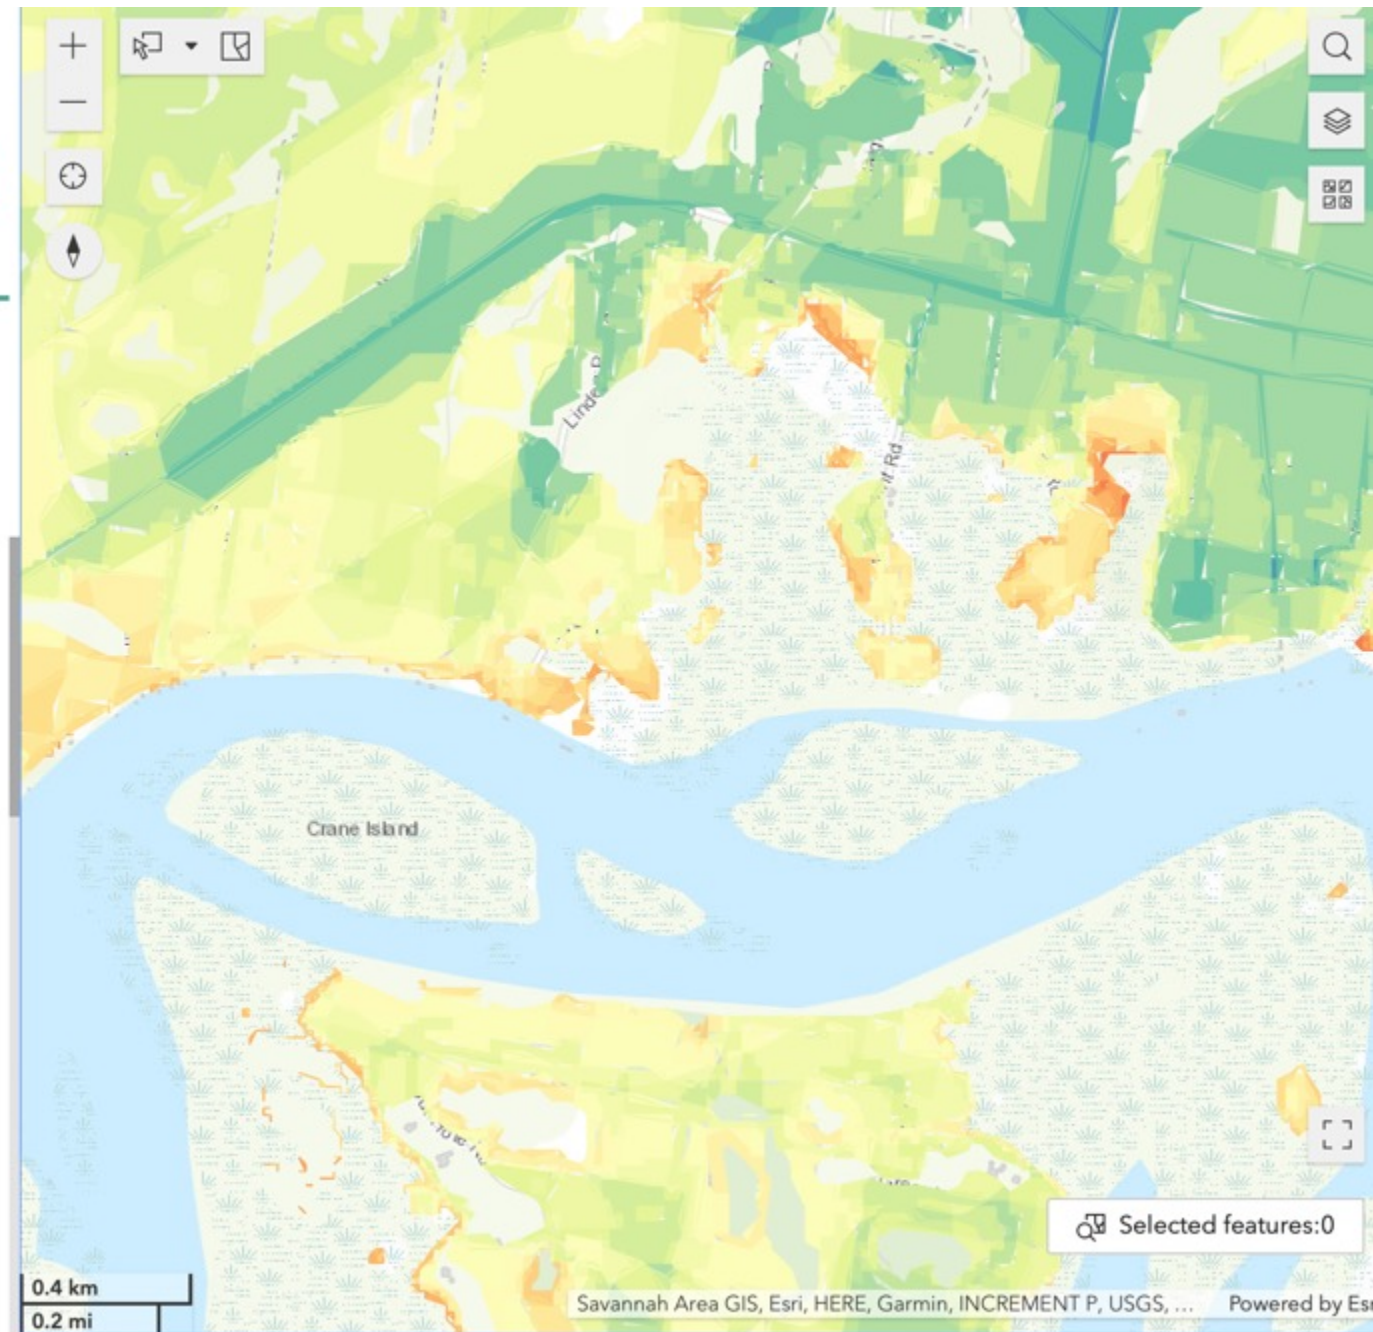 Crane Island
Selected features:0
0.4 km
0.2 mi
Savannah Area GIS, Esri, HERE, Garmin, INCREMENT P, USGS, ...
Powered by